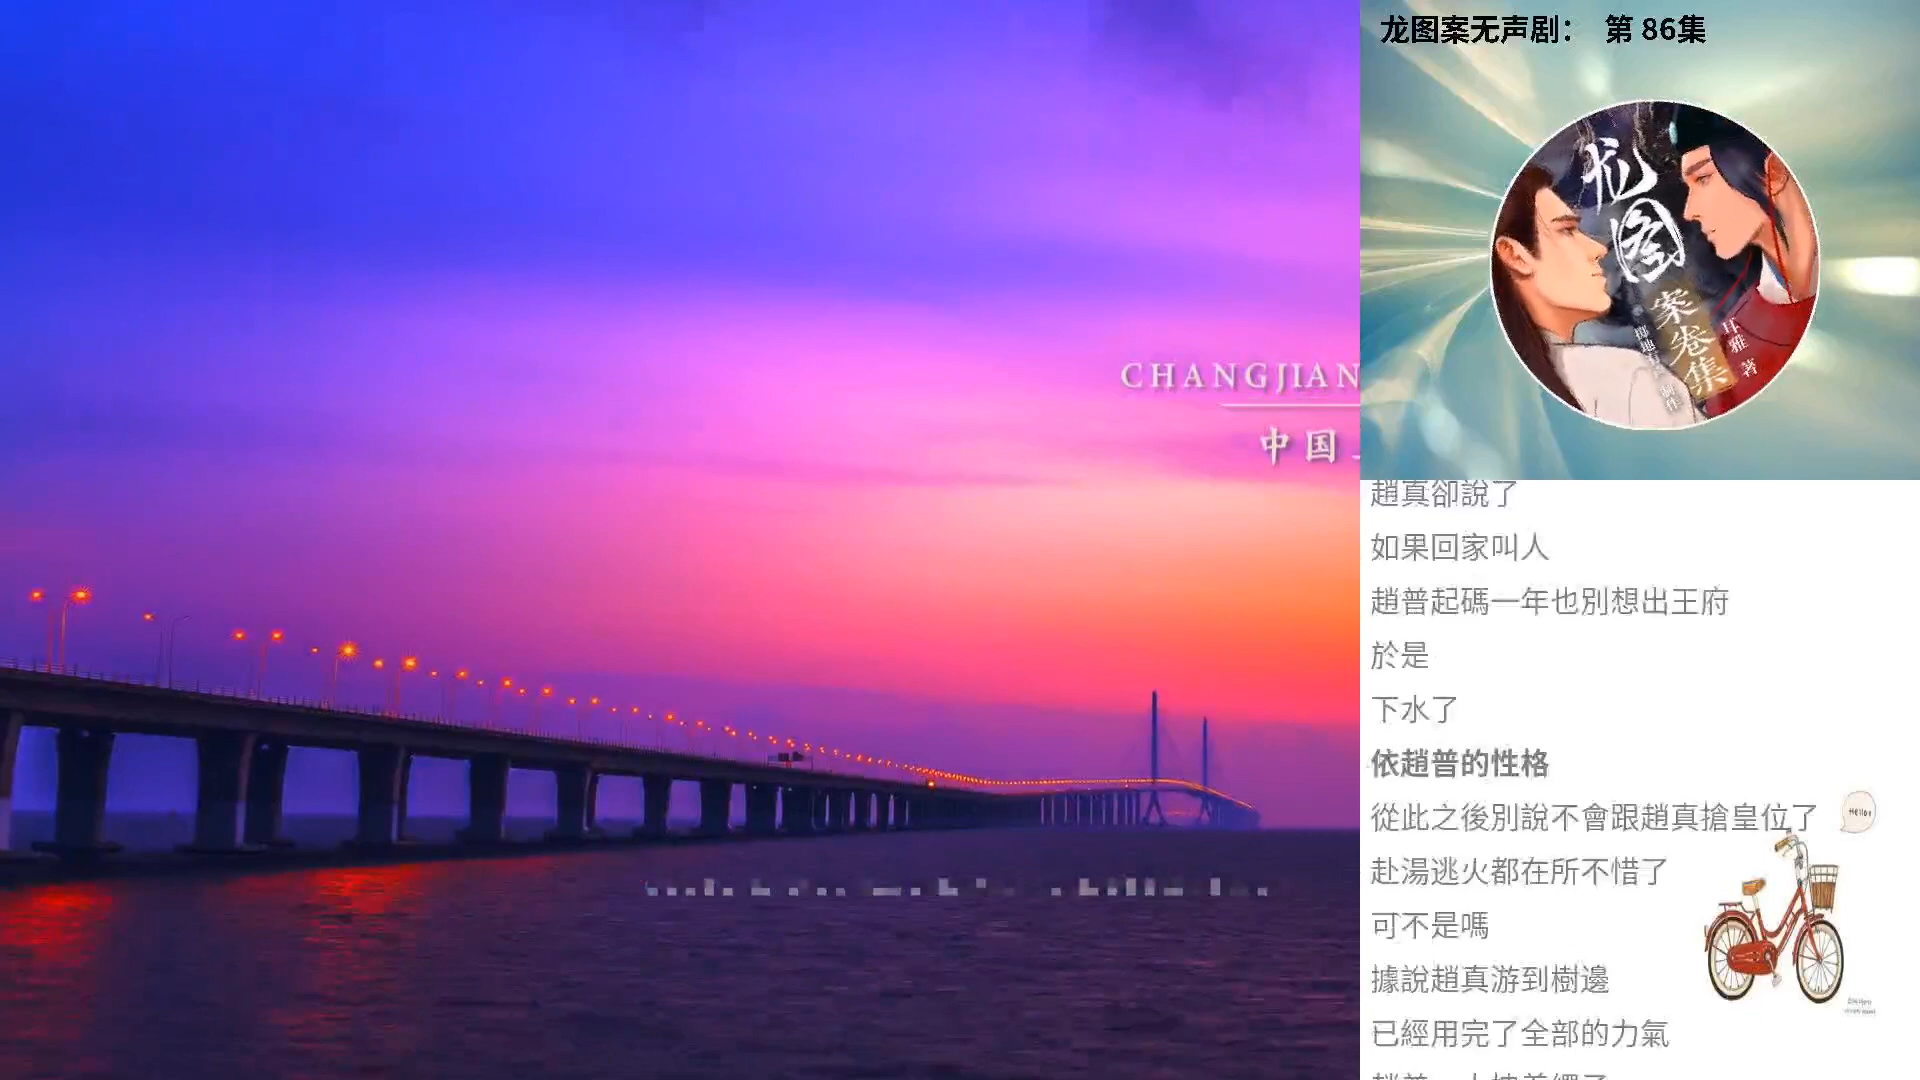 CHANGJIAN
中国
龙图案无声剧： 第 86集
龙图
案卷集
耳雅 著
趙真卻說了
如果回家叫人
趙普起碼一年也別想出王府
於是
下水了
依趙普的性格
從此之後別說不會跟趙真搶皇位了
赴湯逃火都在所不惜了
可不是嗎
據說趙真游到樹邊
已經用完了全部的力氣
Hello!